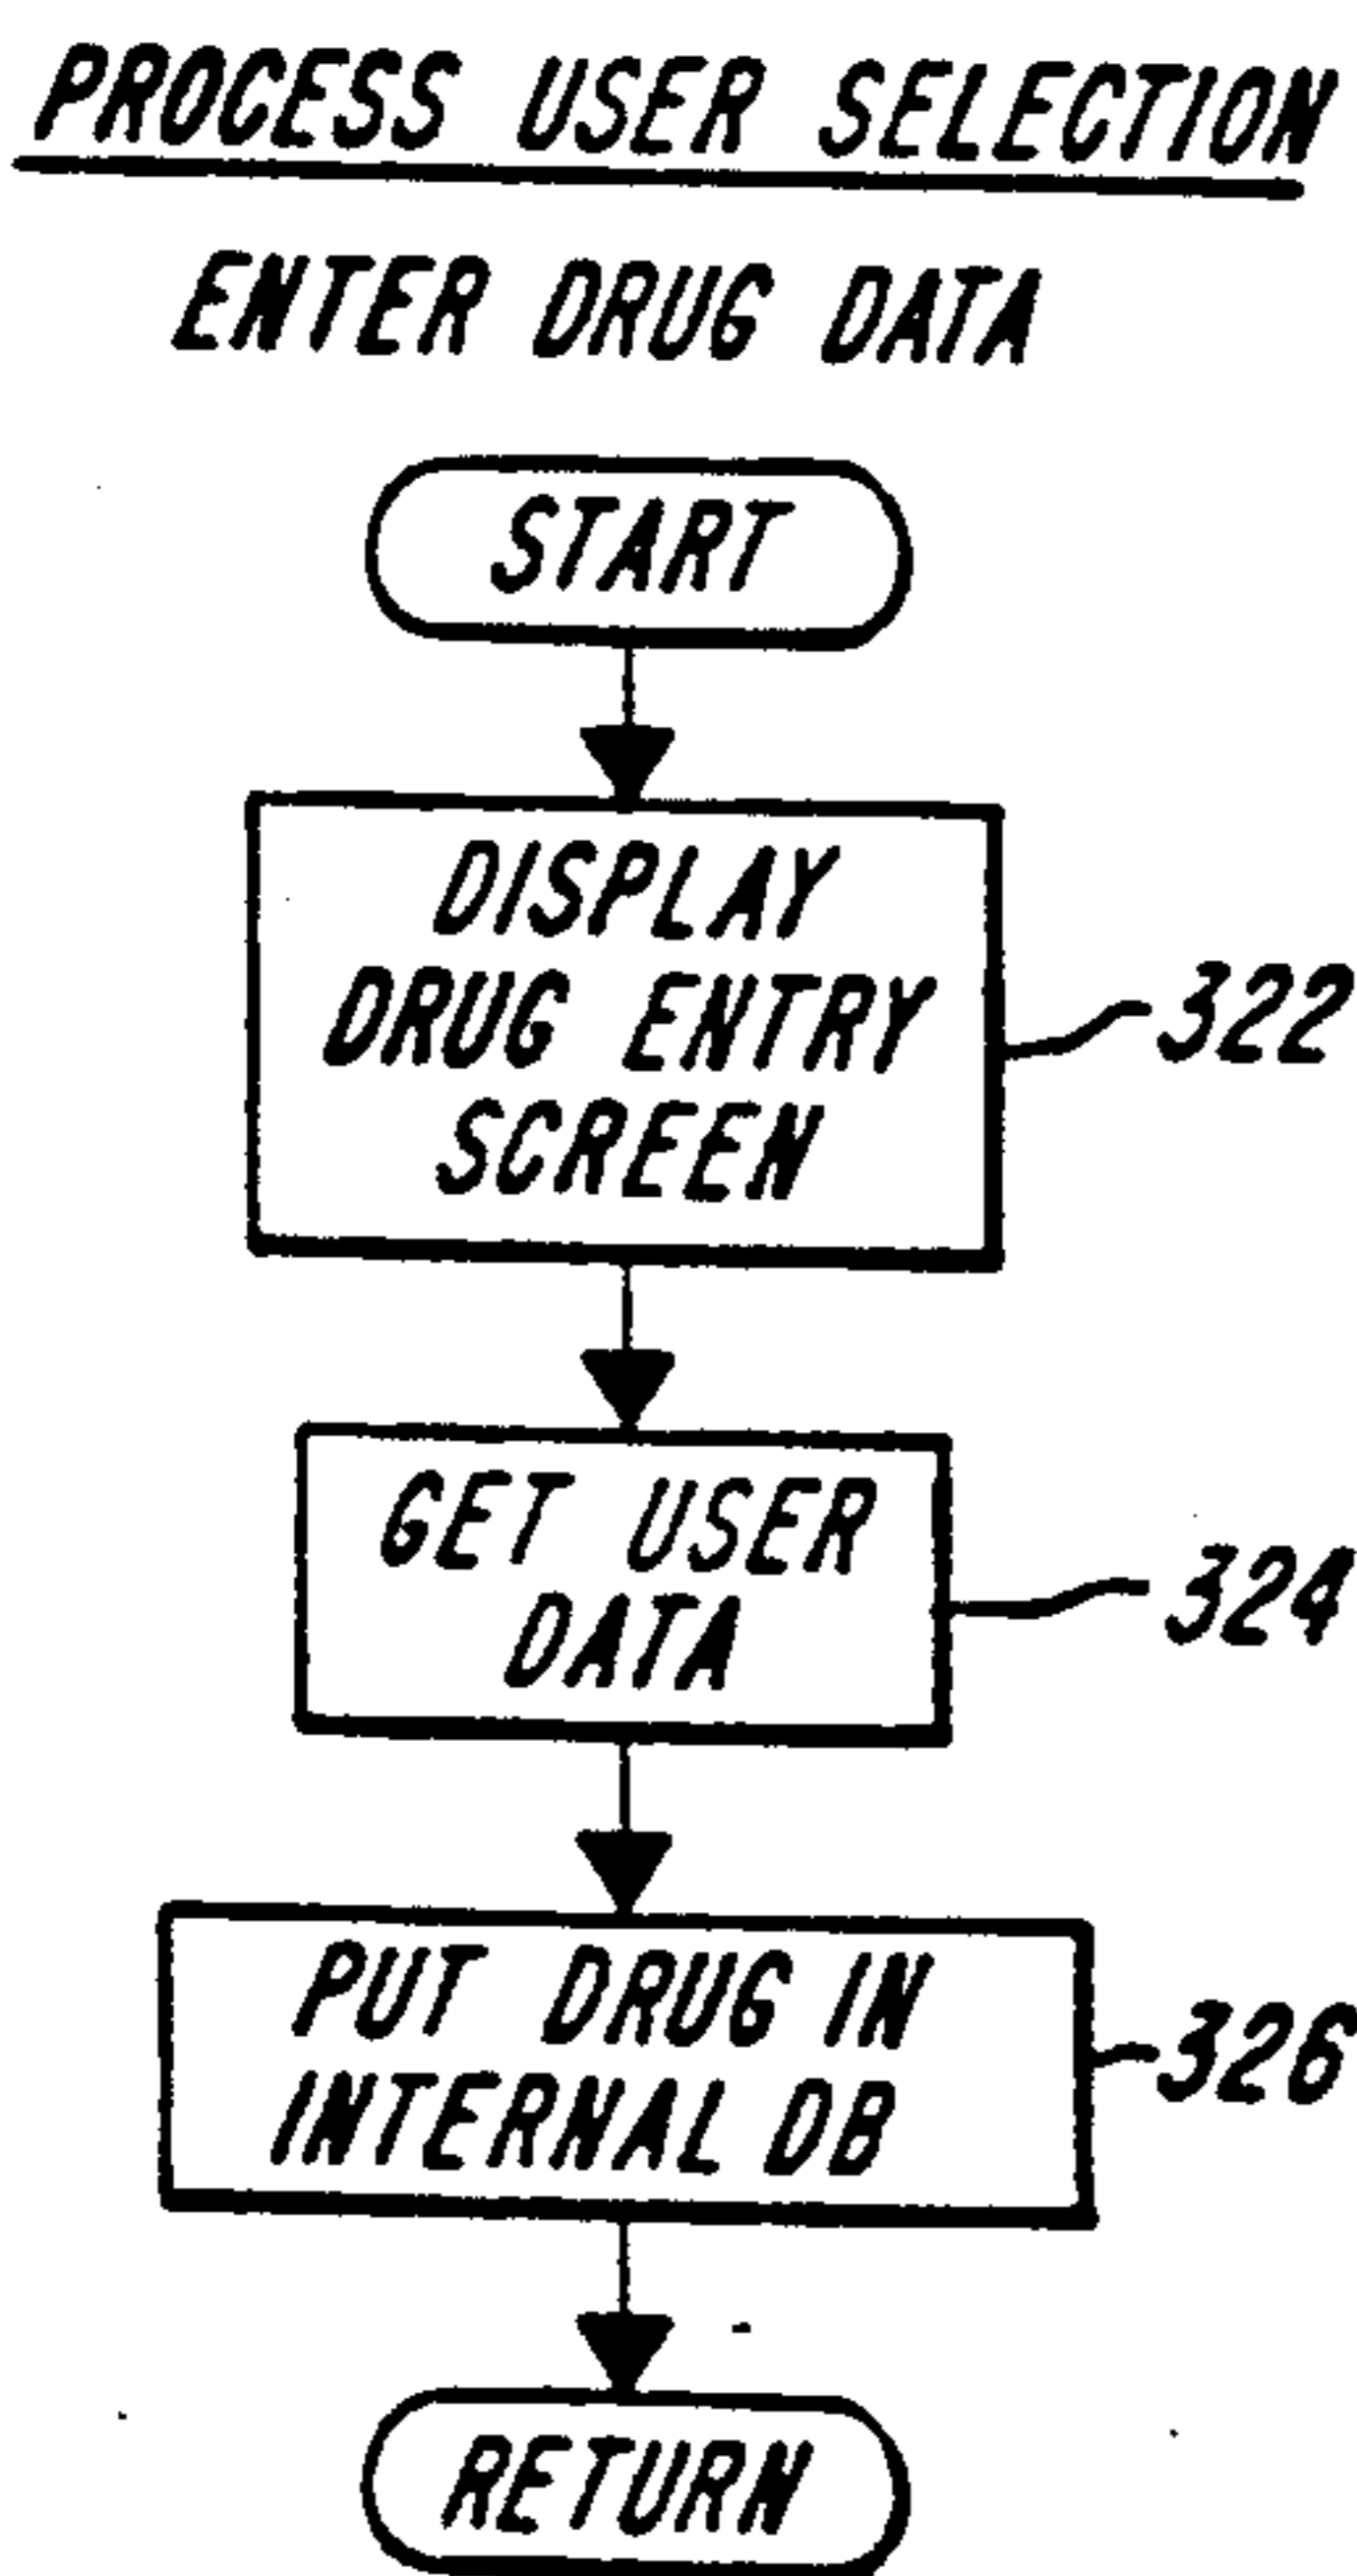 PROCESS USER SELECTION
ENTER DRUG DATA
START
DISPLAY
DRUG ENTRY
SCREEN
322
GET USER
DATA
324
PUT DRUG IN
INTERNAL DB
326
RETURN